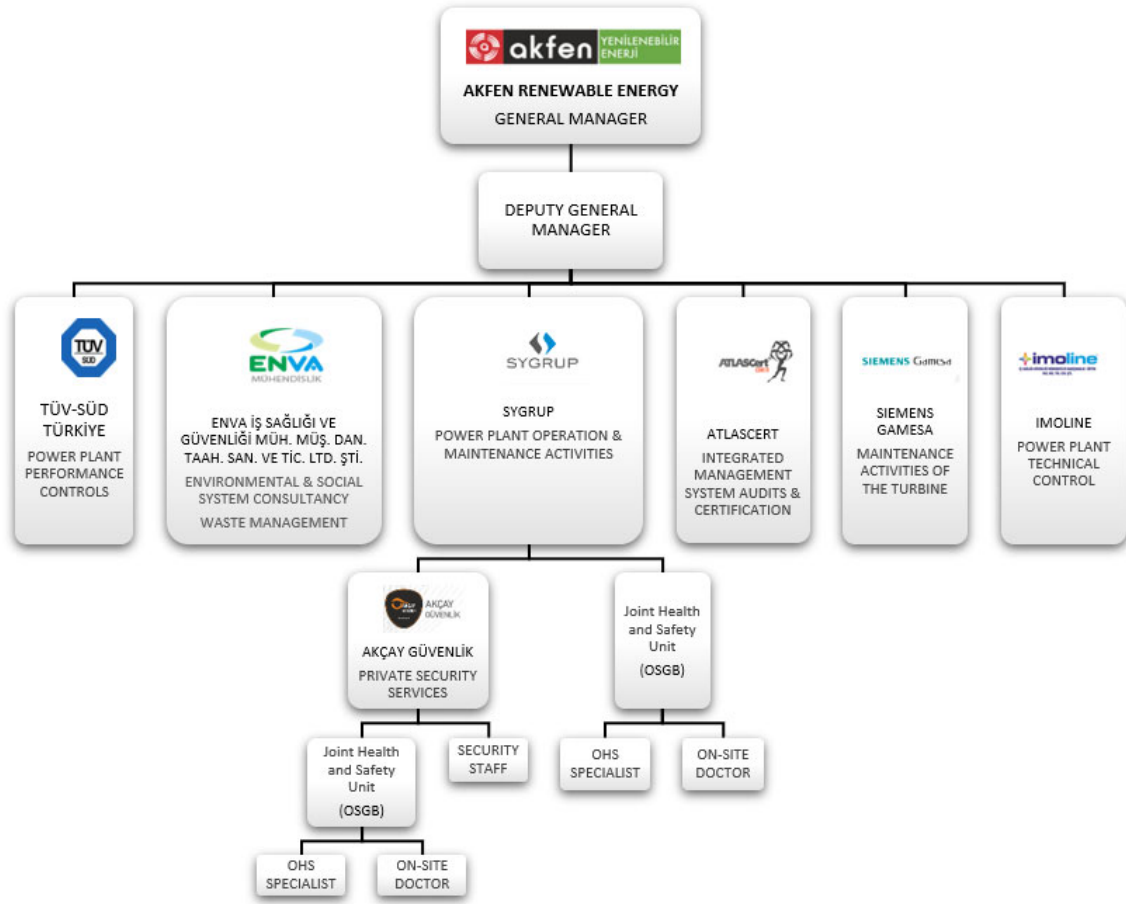 akfen YENİLENEBİLİR
ENERJİ
AKFEN RENEWABLE ENERGY
GENERAL MANAGER
DEPUTY GENERAL
MANAGER
TÜV
SÜD
TÜV-SÜD
TÜRKİYE
POWER PLANT
PERFORMANCE
CONTROLS
ENVA
MÜHENDİSLİK
ENVA İŞ SAĞLIĞI VE
GÜVENLİĞİ MÜH. MÜŞ. DAN.
TAAH. SAN. VE TİC. LTD. ŞTİ.
ENVIRONMENTAL & SOCIAL
SYSTEM CONSULTANCY
WASTE MANAGEMENT
SYGRUP
SYGRUP
POWER PLANT OPERATION &
MAINTENANCE ACTIVITIES
ATLASCert
ATLASCERT
INTEGRATED
MANAGEMENT
SYSTEM AUDITS &
CERTIFICATION
SIEMENS Gamesa
SIEMENS
GAMESA
MAINTENANCE
ACTIVITIES OF
THE TURBINE
imoline
IMOLINE
POWER PLANT
TECHNICAL
CONTROL
AKÇAY
GÜVENLİK
AKÇAY GÜVENLİK
PRIVATE SECURITY
SERVICES
Joint Health
and Safety
Unit
(OSGB)
Joint Health
and Safety
Unit
(OSGB)
SECURITY
STAFF
OHS
SPECIALIST
ON-SITE
DOCTOR
OHS
SPECIALIST
ON-SITE
DOCTOR